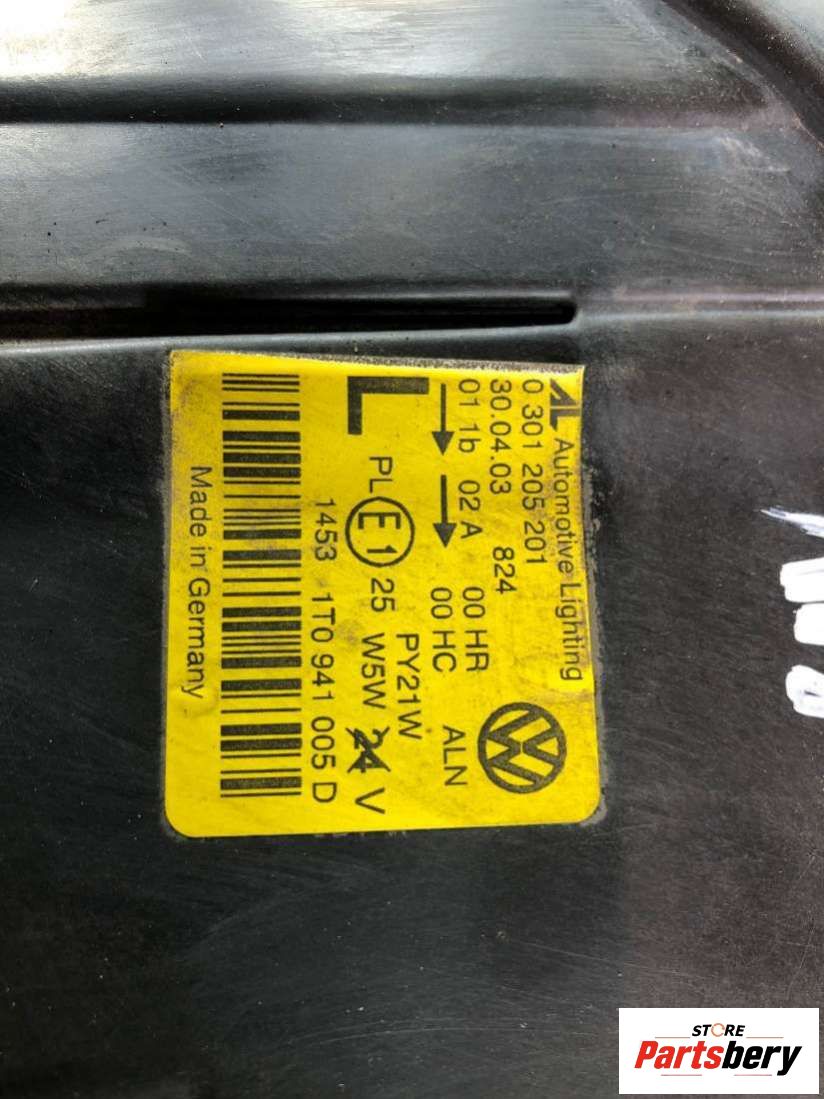 AL Automotive Lighting
0 301 205 201
30.04.03 824
01 1b 02 A 00 HR
00 HC ALN
L PL E1 25 PY21W
W5W 24 V
1453 1T0 941 005 D
Made in Germany
VW
STORE
Partsbery